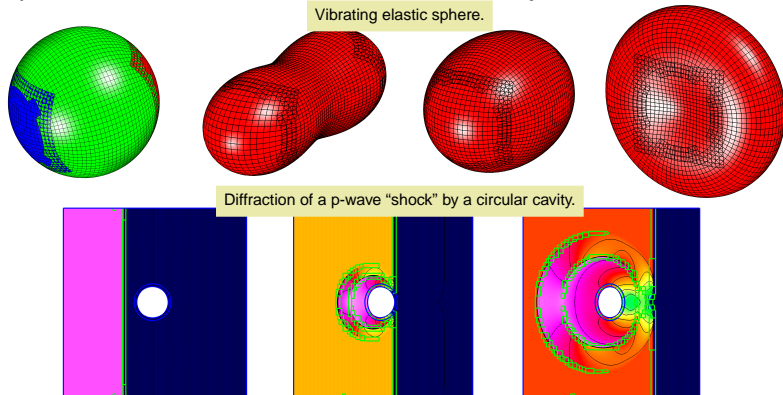 Vibrating elastic sphere.
Diffraction of a p-wave “shock” by a circular cavity.